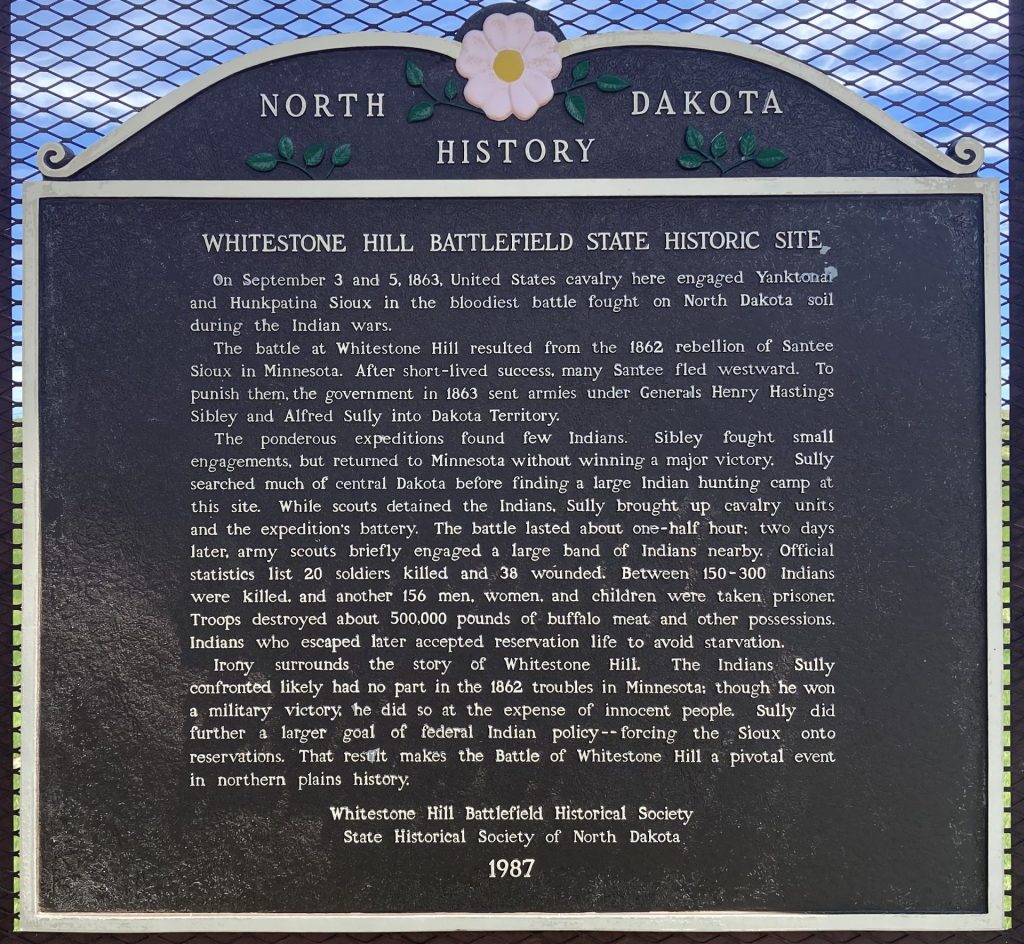 NORTH DAKOTA
HISTORY
WHITESTONE HILL BATTLEFIELD STATE HISTORIC SITE
On September 3 and 5, 1863, United States cavalry here engaged Yanktonai
and Hunkpatina Sioux in the bloodiest battle fought on North Dakota soil
during the Indian wars.
The battle at Whitestone Hill resulted from the 1862 rebellion of Santee
Sioux in Minnesota. After short-lived success, many Santee fled westward. To
punish them, the government in 1863 sent armies under Generals Henry Hastings
Sibley and Alfred Sully into Dakota Territory.
The ponderous expeditions found few Indians. Sibley fought small
engagements, but returned to Minnesota without winning a major victory. Sully
searched much of central Dakota before finding a large Indian hunting camp at
this site. While scouts detained the Indians, Sully brought up cavalry units
and the expedition's battery. The battle lasted about one-half hour; two days
later, army scouts briefly engaged a large band of Indians nearby. Official
statistics list 20 soldiers killed and 38 wounded. Between 150-300 Indians
were killed, and another 156 men, women, and children were taken prisoner.
Troops destroyed about 500,000 pounds of buffalo meat and other possessions.
Indians who escaped later accepted reservation life to avoid starvation.
Irony surrounds the story of Whitestone Hill. The Indians Sully
confronted likely had no part in the 1862 troubles in Minnesota; though he won
a military victory, he did so at the expense of innocent people. Sully did
further a larger goal of federal Indian policy--forcing the Sioux onto
reservations. That result makes the Battle of Whitestone Hill a pivotal event
in northern plains history.
Whitestone Hill Battlefield Historical Society
State Historical Society of North Dakota
1987